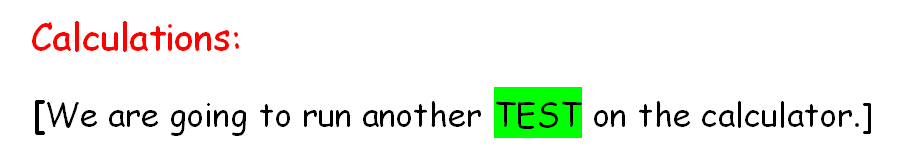 Calculations:
[We are going to run another TEST on the calculator.]